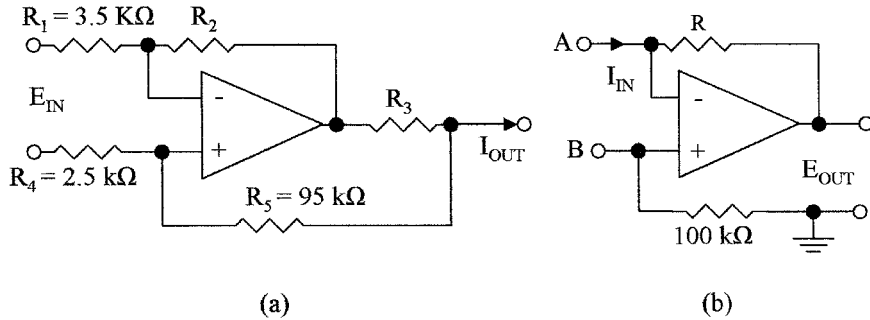 R1 = 3.5 KΩ
R2
EIN
-
+
R3
IOUT
R4 = 2.5 kΩ
R5 = 95 kΩ
(a)
R
A
IIN
-
B
+
EOUT
100 kΩ
(b)